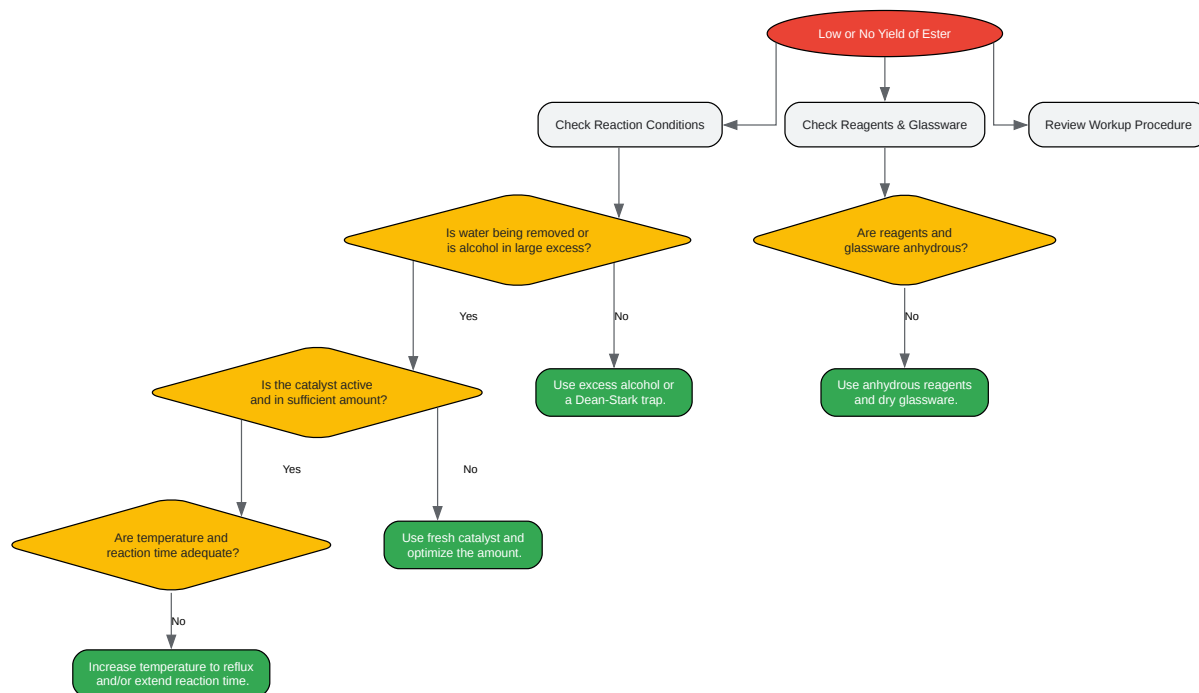 Low or No Yield of Ester
Check Reaction Conditions
Check Reagents & Glassware
Review Workup Procedure
Is water being removed or
is alcohol in large excess?
Are reagents and
glassware anhydrous?
Yes
No
No
Is the catalyst active
and in sufficient amount?
Use excess alcohol or
a Dean-Stark trap.
Use anhydrous reagents
and dry glassware.
Yes
No
Are temperature and
reaction time adequate?
Use fresh catalyst and
optimize the amount.
No
Increase temperature to reflux
and/or extend reaction time.